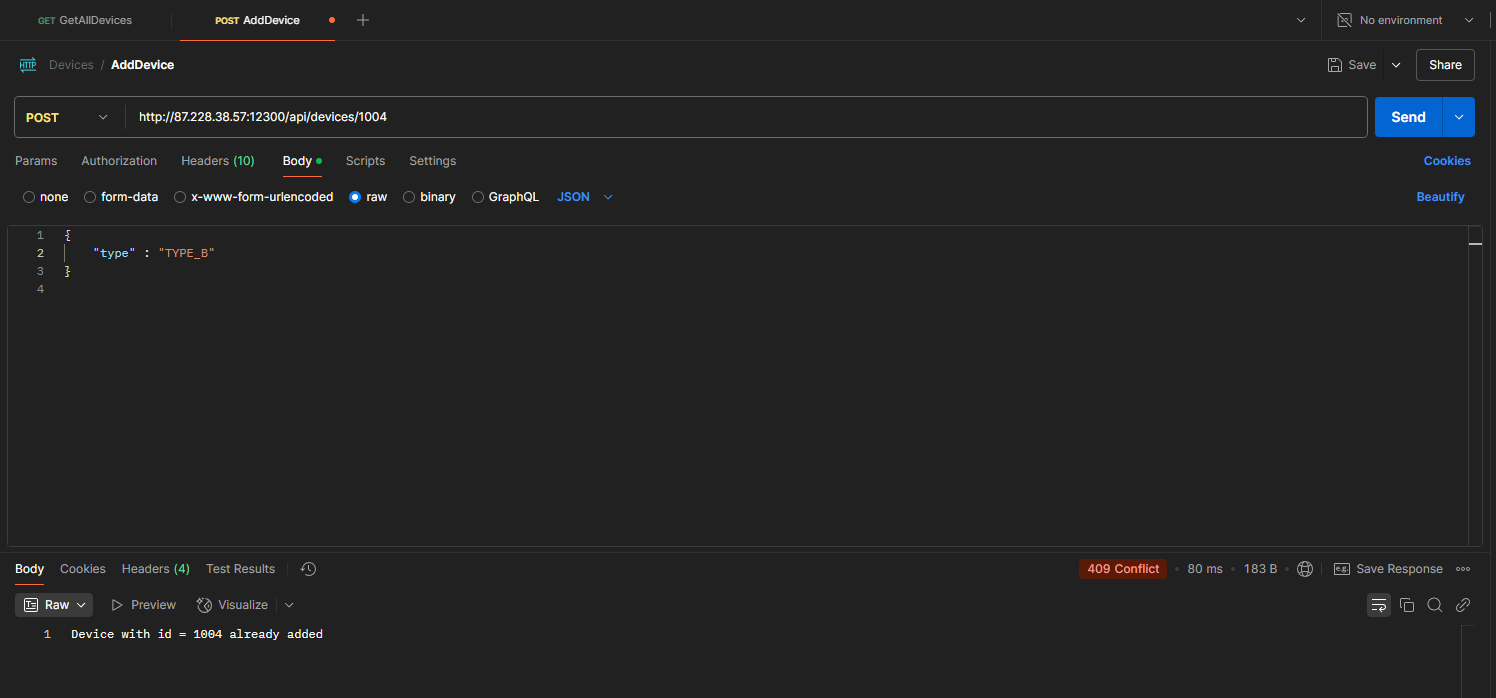 GET GetAllDevices POST AddDevice No environment
HTTP Devices / AddDevice Save Share
POST http://87.228.38.57:12300/api/devices/1004 Send
Params Authorization Headers (10) Body Scripts Settings Cookies
none form-data x-www-form-urlencoded raw binary GraphQL JSON Beautify
1 {
2 "type" : "TYPE_B"
3 }
4
Body Cookies Headers (4) Test Results 409 Conflict 80 ms 183 B e.g. Save Response
Raw Preview Visualize
1 Device with id = 1004 already added